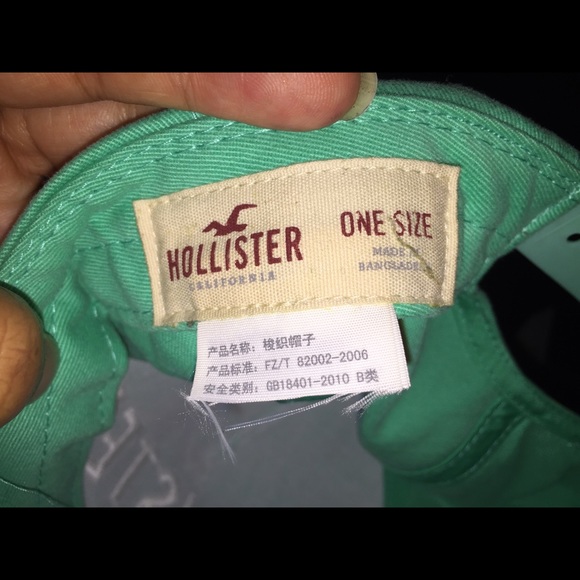 HOLLISTER
CALIFORNIA
ONE SIZE
MADE IN
BANGLADESH
产品名称: 梭织帽子
产品标准: FZ/T 82002-2006
安全类别: GB18401-2010 B类